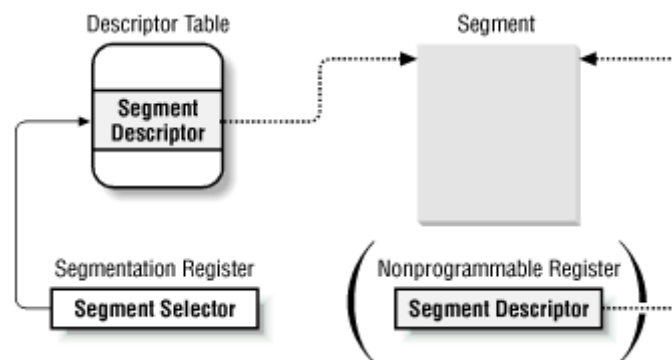 Descriptor Table
Segment
Segment
Descriptor
Segmentation Register
Nonprogrammable Register
Segment Selector
Segment Descriptor